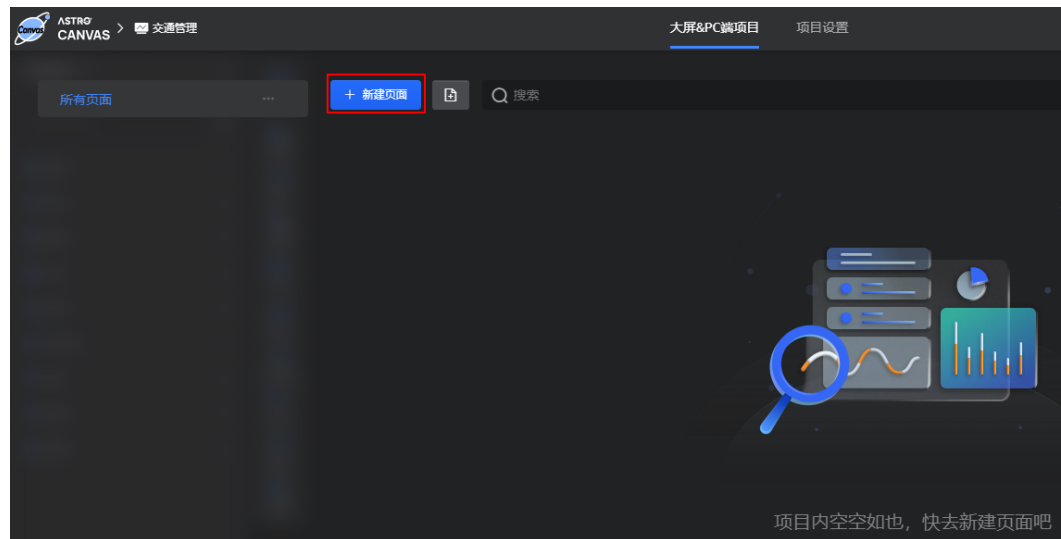 Canvas ASTRO
CANVAS > 交通管理
大屏&PC端项目 项目设置
所有页面 ...
+ 新建页面
搜索
项目内空空如也，快去新建页面吧